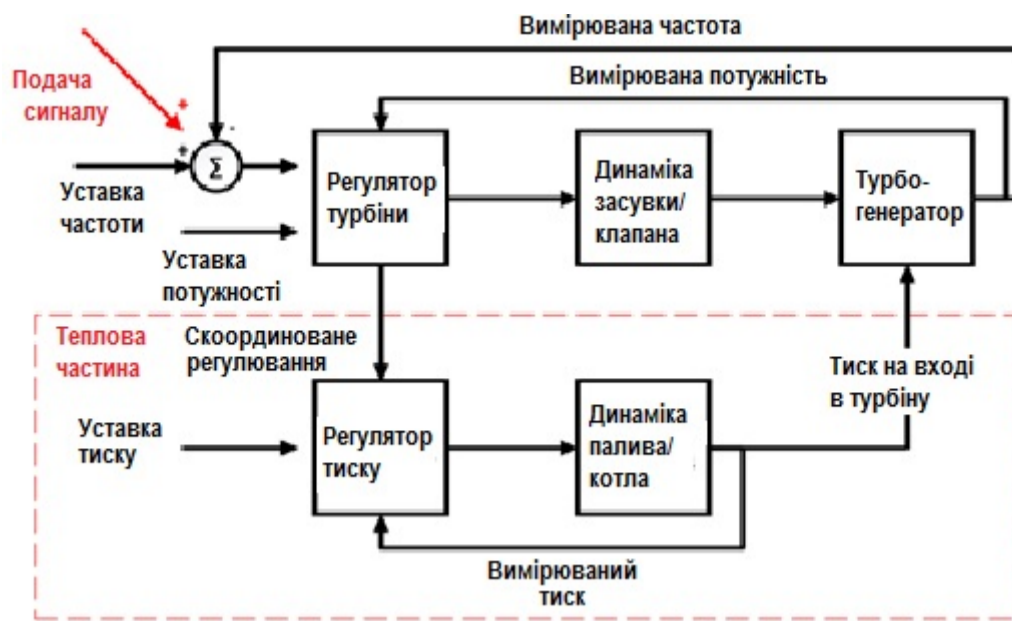 Вимірювана частота
Вимірювана потужність
Подача
сигналу
+
-
+
Σ
Уставка
частоти
Уставка
потужності
Регулятор
турбіни
Динаміка
засувки/
клапана
Турбо-
генератор
Теплова
частина
Скоординоване
регулювання
Уставка
тиску
Регулятор
тиску
Динаміка
палива/
котла
Тиск на вході
в турбіну
Вимірюваний
тиск